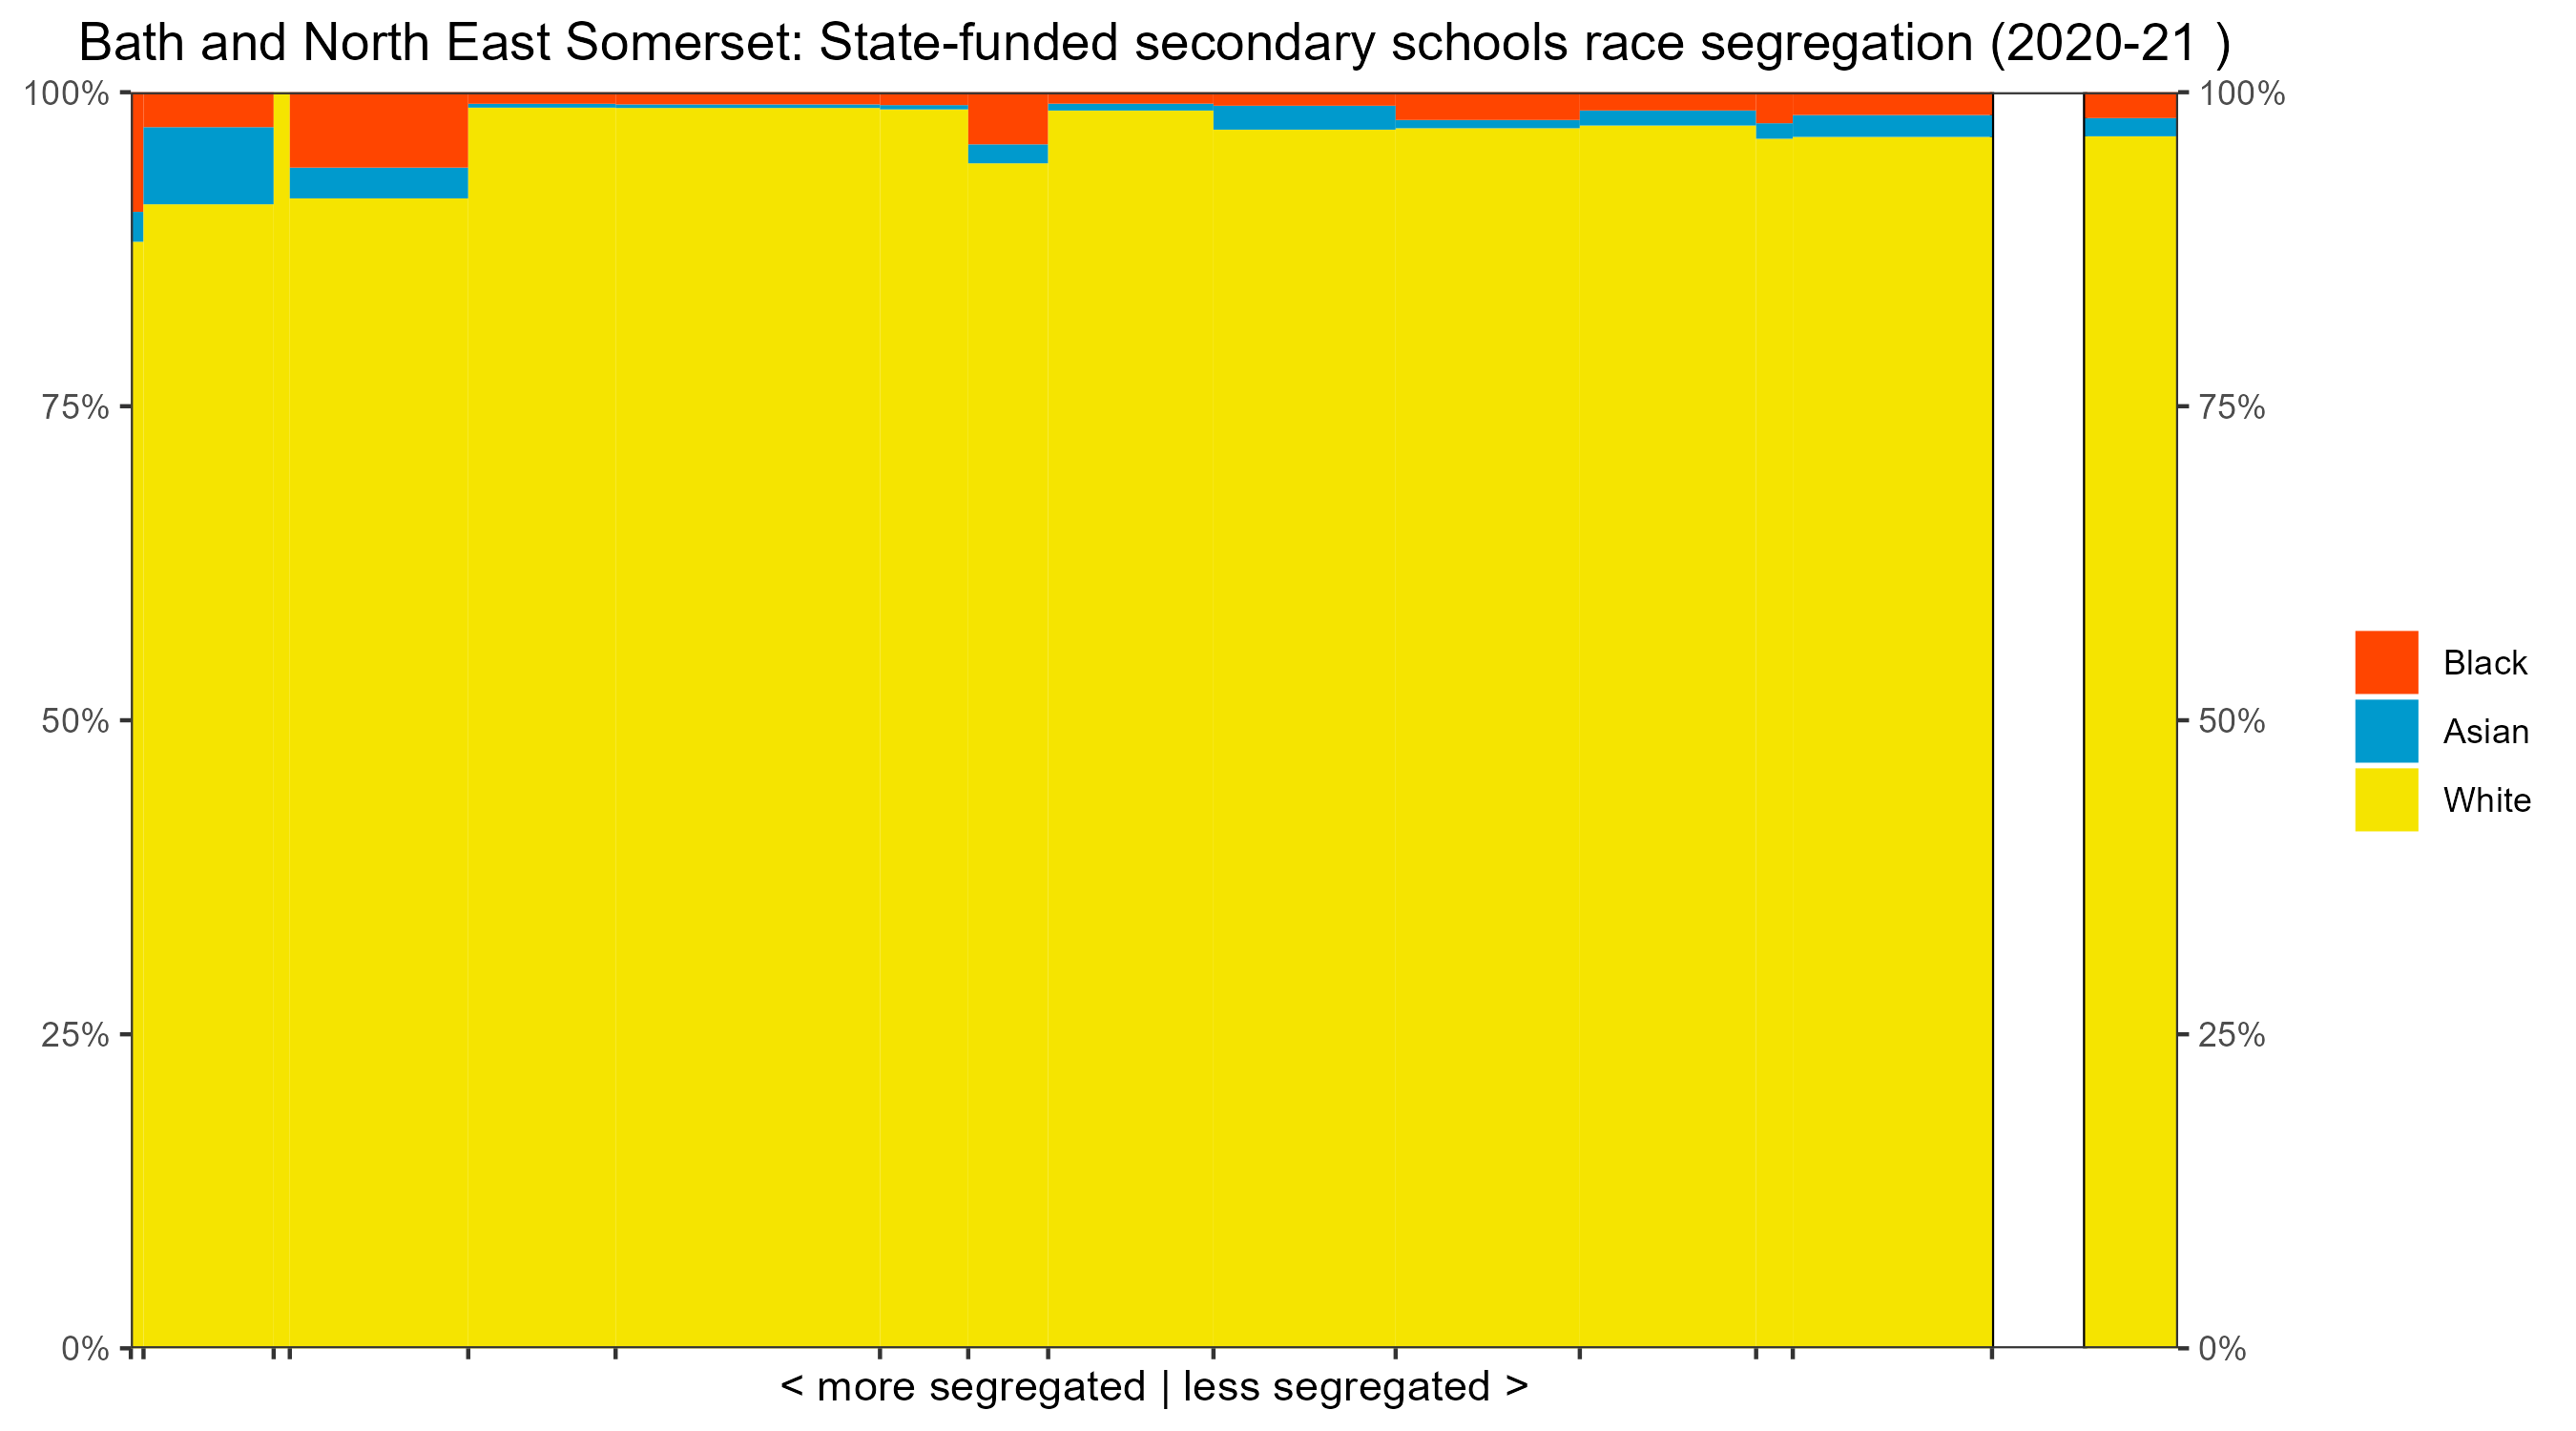 Bath and North East Somerset: State-funded secondary schools race segregation (2020-21 )
100%
100%
75%
75%
50%
50%
25%
25%
0%
0%
Black
Asian
White
< more segregated | less segregated >